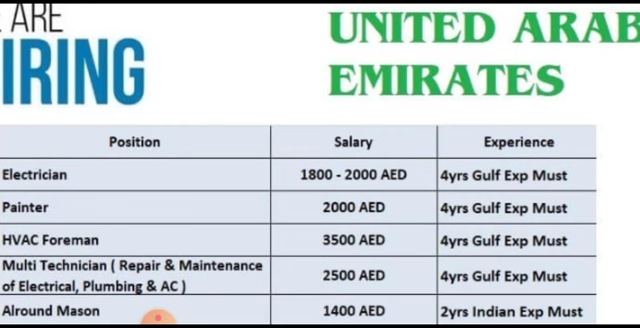 ARE
IRING
UNITED ARAB
EMIRATES
Position Salary Experience
Electrician 1800 - 2000 AED 4yrs Gulf Exp Must
Painter 2000 AED 4yrs Gulf Exp Must
HVAC Foreman 3500 AED 4yrs Gulf Exp Must
Multi Technician ( Repair & Maintenance
of Electrical, Plumbing & AC ) 2500 AED 4yrs Gulf Exp Must
Alround Mason 1400 AED 2yrs Indian Exp Must